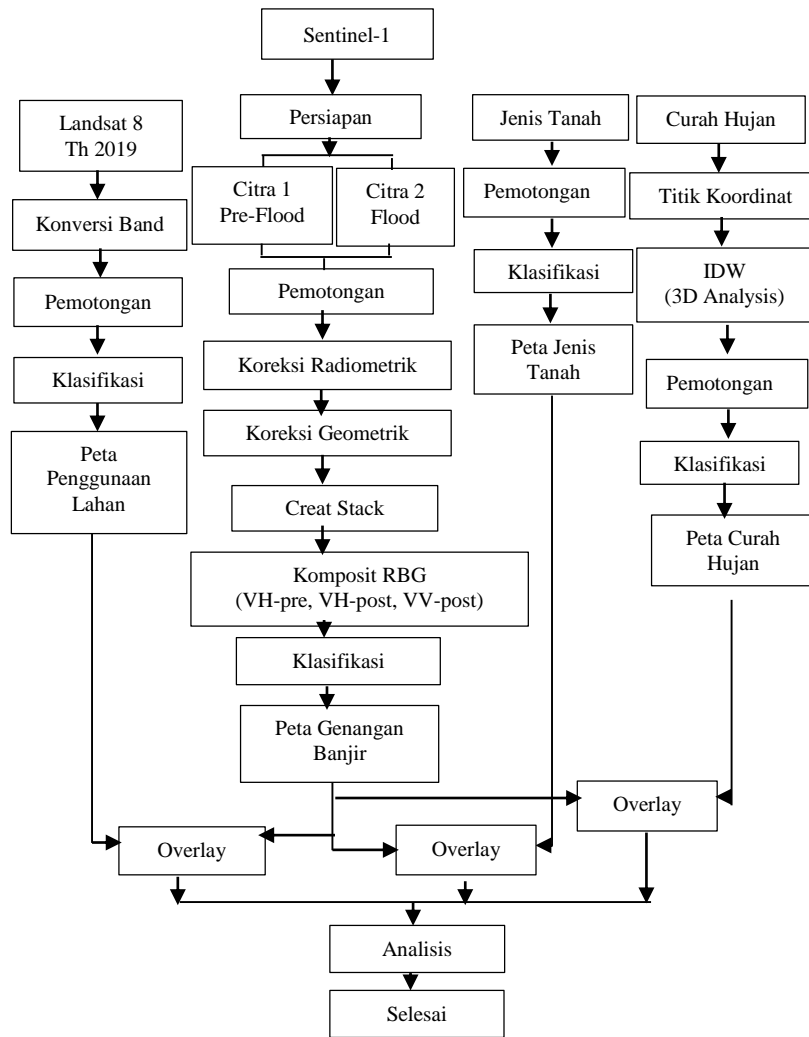 Sentinel-1
Persiapan
Citra 1
Pre-Flood
Citra 2
Flood
Pemotongan
Koreksi Radiometrik
Koreksi Geometrik
Creat Stack
Komposit RBG
(VH-pre, VH-post, VV-post)
Klasifikasi
Peta Genangan
Banjir
Landsat 8
Th 2019
Konversi Band
Pemotongan
Klasifikasi
Peta
Penggunaan
Lahan
Jenis Tanah
Pemotongan
Klasifikasi
Peta Jenis
Tanah
Curah Hujan
Titik Koordinat
IDW
(3D Analysis)
Pemotongan
Klasifikasi
Peta Curah
Hujan
Overlay
Overlay
Overlay
Analisis
Selesai